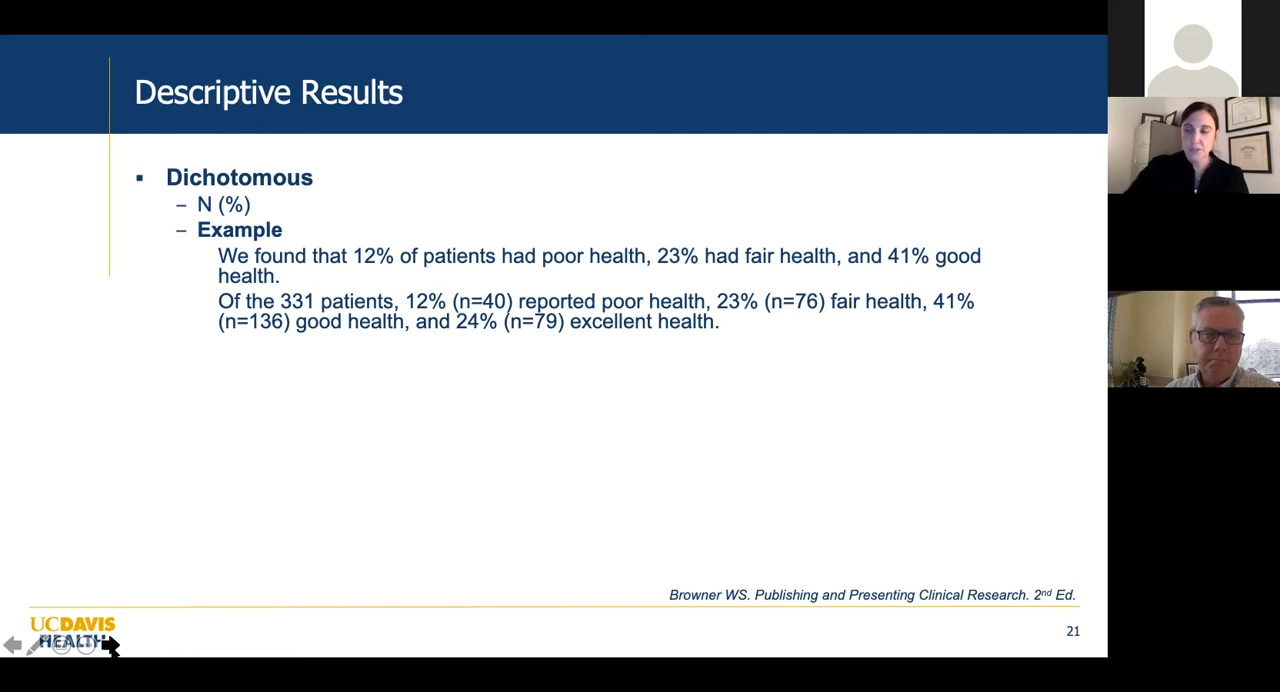 Descriptive Results
▪ Dichotomous
– N (%)
– Example
We found that 12% of patients had poor health, 23% had fair health, and 41% good
health.
Of the 331 patients, 12% (n=40) reported poor health, 23% (n=76) fair health, 41%
(n=136) good health, and 24% (n=79) excellent health.
Browner WS. Publishing and Presenting Clinical Research. 2nd Ed.
UCDAVIS
HEALTH
21